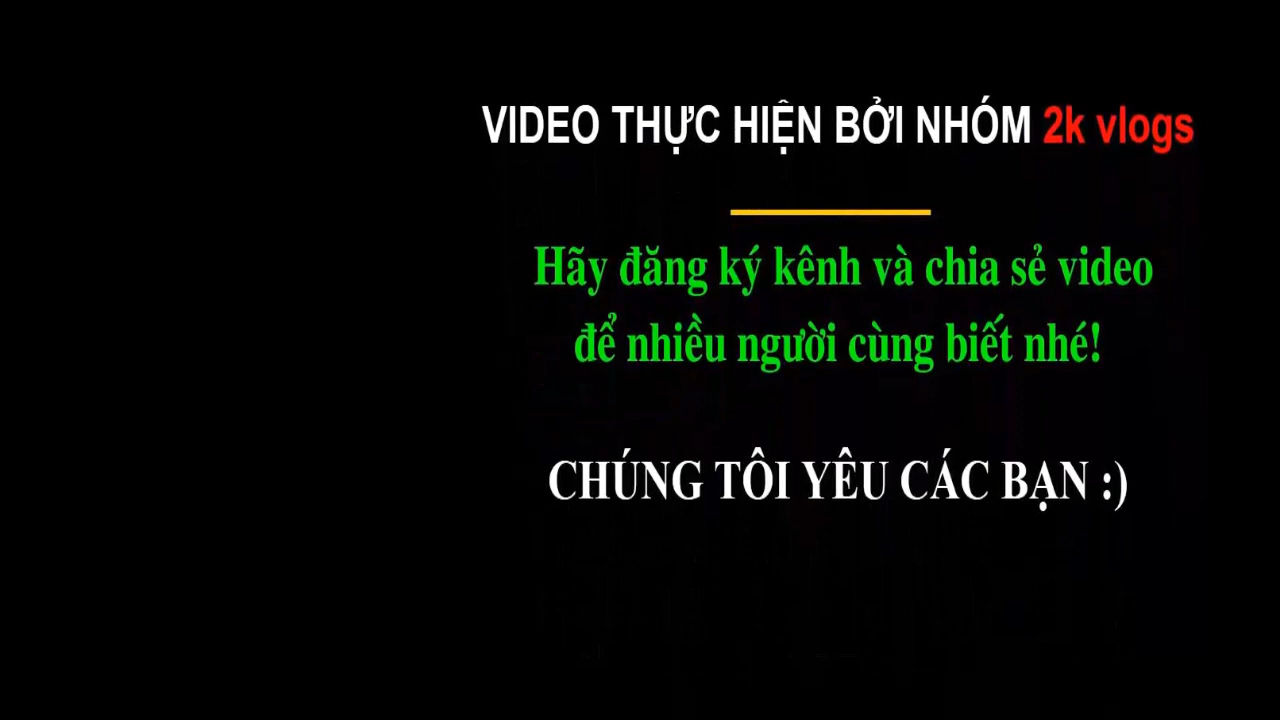 VIDEO THỰC HIỆN BỞI NHÓM 2k vlogs
Hãy đăng ký kênh và chia sẻ video
để nhiều người cùng biết nhé!
CHÚNG TÔI YÊU CÁC BẠN :)